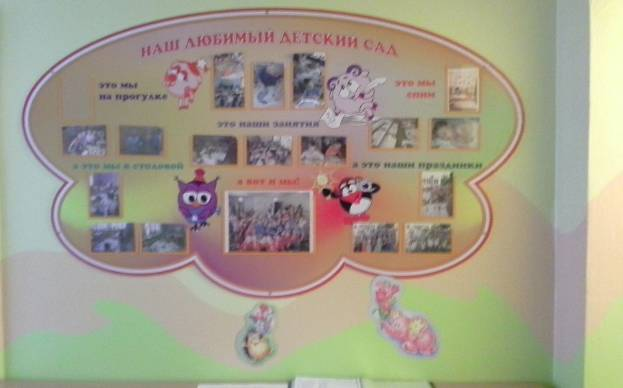 НАШ ЛЮБИМЫЙ ДЕТСКИЙ САД
это мы
на прогулке
это мы
спим
это наши занятия
а это мы в столовой
а вот и мы!
а это наши праздники